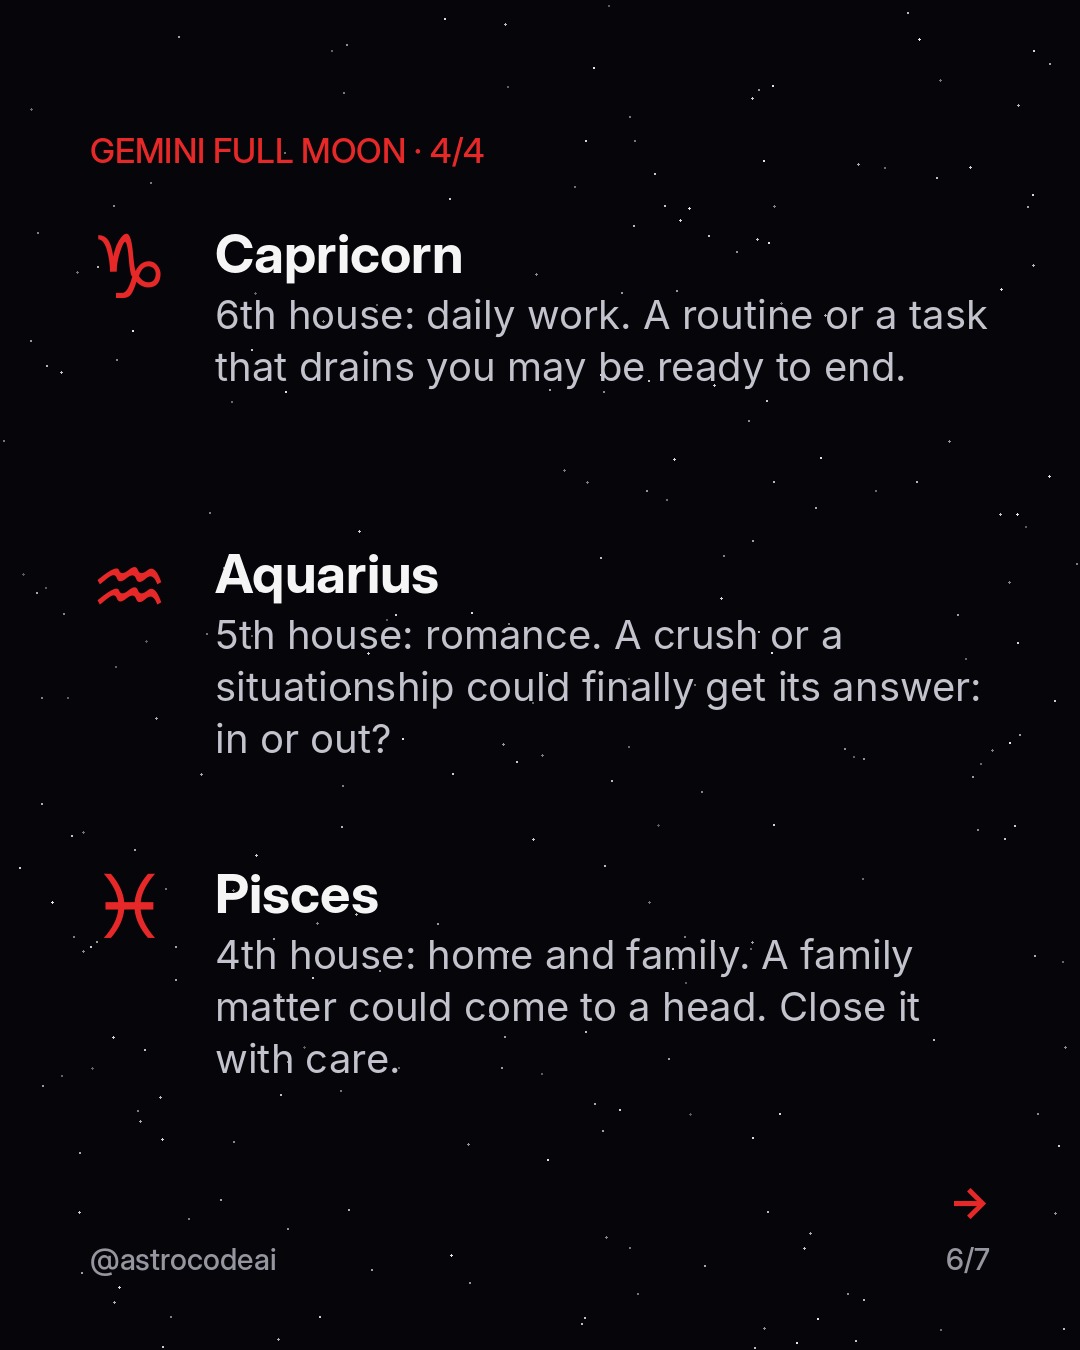 GEMINI FULL MOON · 4/4
♑ Capricorn
6th house: daily work. A routine or a task
that drains you may be ready to end.
♒ Aquarius
5th house: romance. A crush or a
situationship could finally get its answer:
in or out?
♓ Pisces
4th house: home and family. A family
matter could come to a head. Close it
with care.
→
@astrocodeai
6/7